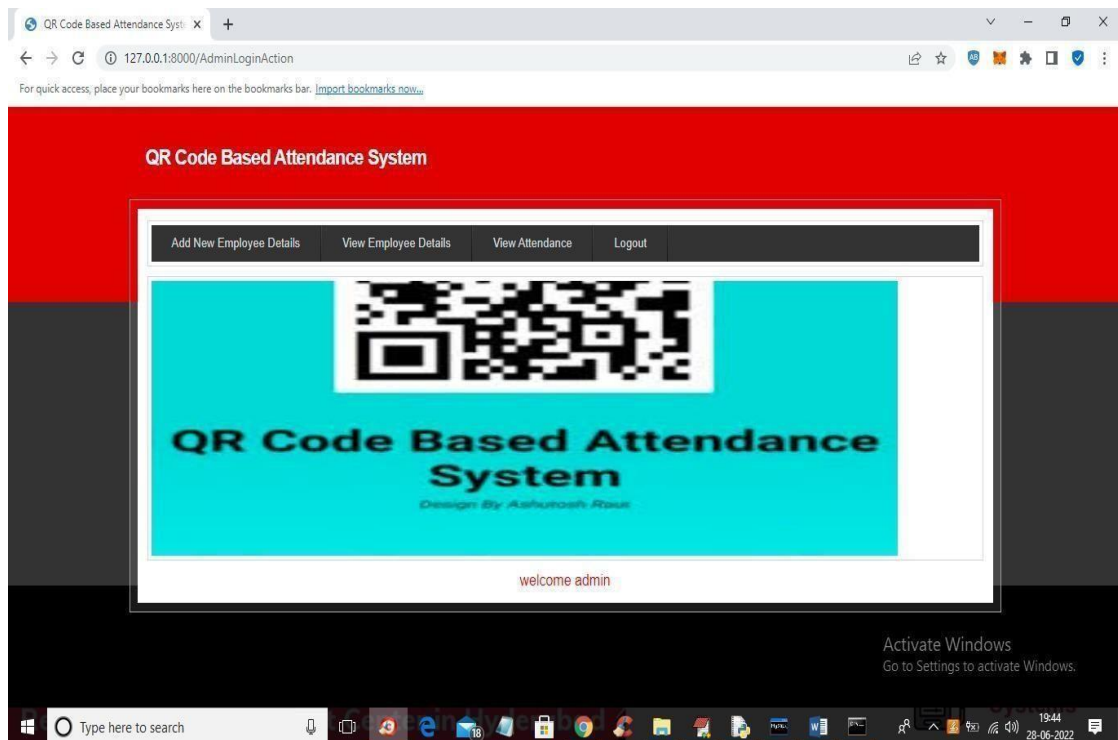 QR Code Based Attendance Syst
127.0.0.1:8000/AdminLoginAction
For quick access, place your bookmarks here on the bookmarks bar. Import bookmarks now...
QR Code Based Attendance System
Add New Employee Details View Employee Details View Attendance Logout
QR Code Based Attendance
System
Design By Ashutosh
welcome admin
Activate Windows
Go to Settings to activate Windows.
Type here to search
18
19:44
28-06-2022